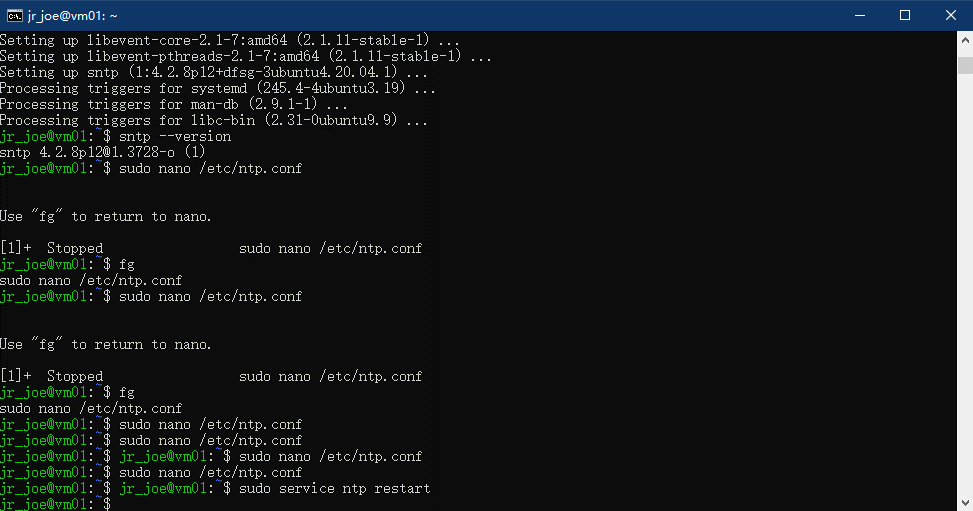 jr_joe@vm01: ~
Setting up libevent-core-2.1-7:amd64 (2.1.11-stable-1) ...
Setting up libevent-pthreads-2.1-7:amd64 (2.1.11-stable-1) ...
Setting up sntp (1:4.2.8p12+dfsg-3ubuntu4.20.04.1) ...
Processing triggers for systemd (245.4-4ubuntu3.19) ...
Processing triggers for man-db (2.9.1-1) ...
Processing triggers for libc-bin (2.31-0ubuntu9.9) ...
jr_joe@vm01:~$ sntp --version
sntp 4.2.8p12@1.3728-o (1)
jr_joe@vm01:~$ sudo nano /etc/ntp.conf
Use "fg" to return to nano.
[1]+  Stopped                 sudo nano /etc/ntp.conf
jr_joe@vm01:~$ fg
sudo nano /etc/ntp.conf
jr_joe@vm01:~$ sudo nano /etc/ntp.conf
Use "fg" to return to nano.
[1]+  Stopped                 sudo nano /etc/ntp.conf
jr_joe@vm01:~$ fg
sudo nano /etc/ntp.conf
jr_joe@vm01:~$ sudo nano /etc/ntp.conf
jr_joe@vm01:~$ sudo nano /etc/ntp.conf
jr_joe@vm01:~$ jr_joe@vm01:~$ sudo nano /etc/ntp.conf
jr_joe@vm01:~$ sudo nano /etc/ntp.conf
jr_joe@vm01:~$ jr_joe@vm01:~$ sudo service ntp restart
jr_joe@vm01:~$